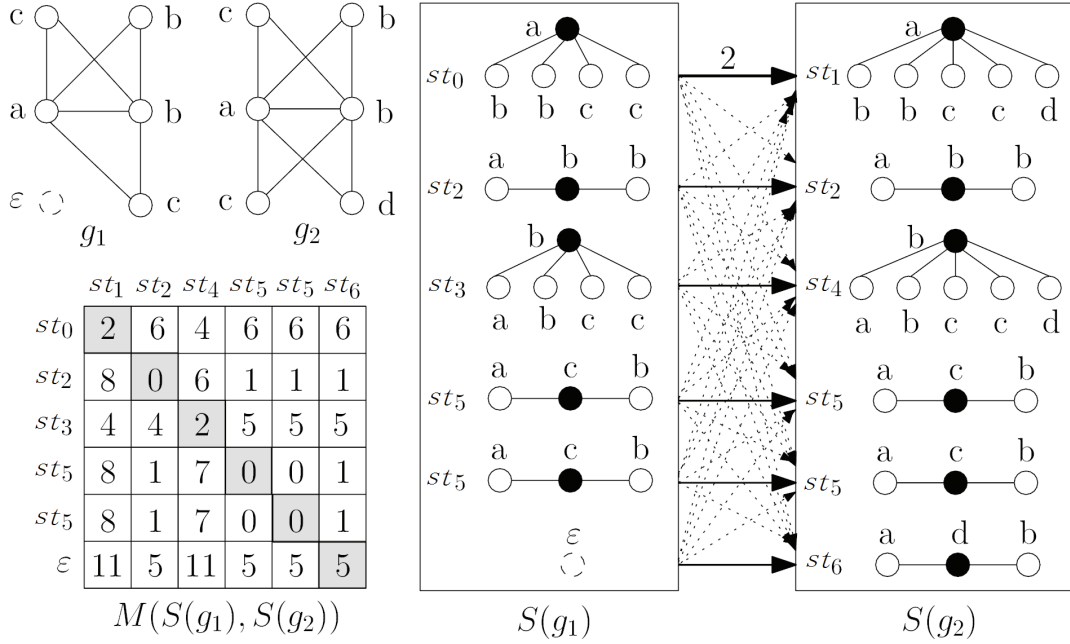 c b c b
a b a b
ε c c d
g₁ g₂
st₁ st₂ st₄ st₅ st₅ st₆
st₀ 2 6 4 6 6 6
st₂ 8 0 6 1 1 1
st₃ 4 4 2 5 5 5
st₅ 8 1 7 0 0 1
st₅ 8 1 7 0 0 1
ε 11 5 11 5 5 5
M(S(g₁), S(g₂))
a
st₀
b b c c
a b b
st₂
b
st₃
a b c c
a c b
st₅
a c b
st₅
ε
S(g₁)
2
a
st₁
b b c c d
a b b
st₂
b
st₄
a b c c d
a c b
st₅
a c b
st₅
a d b
st₆
S(g₂)